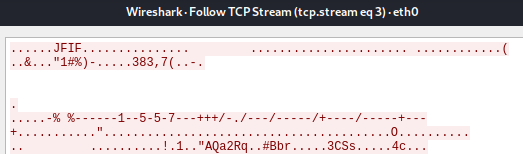 Wireshark · Follow TCP Stream (tcp.stream eq 3) · eth0
......JFIF............... ...................... ............(
..&..."1#%)-.....383,7(..-.
.
.....-% %------1--5-5-7---+++/-./---/-----/+----/-----+---
+...........".......................................O..........
.. ..........!.1.."AQa2Rq..#Bbr.....3CSs.....4c...